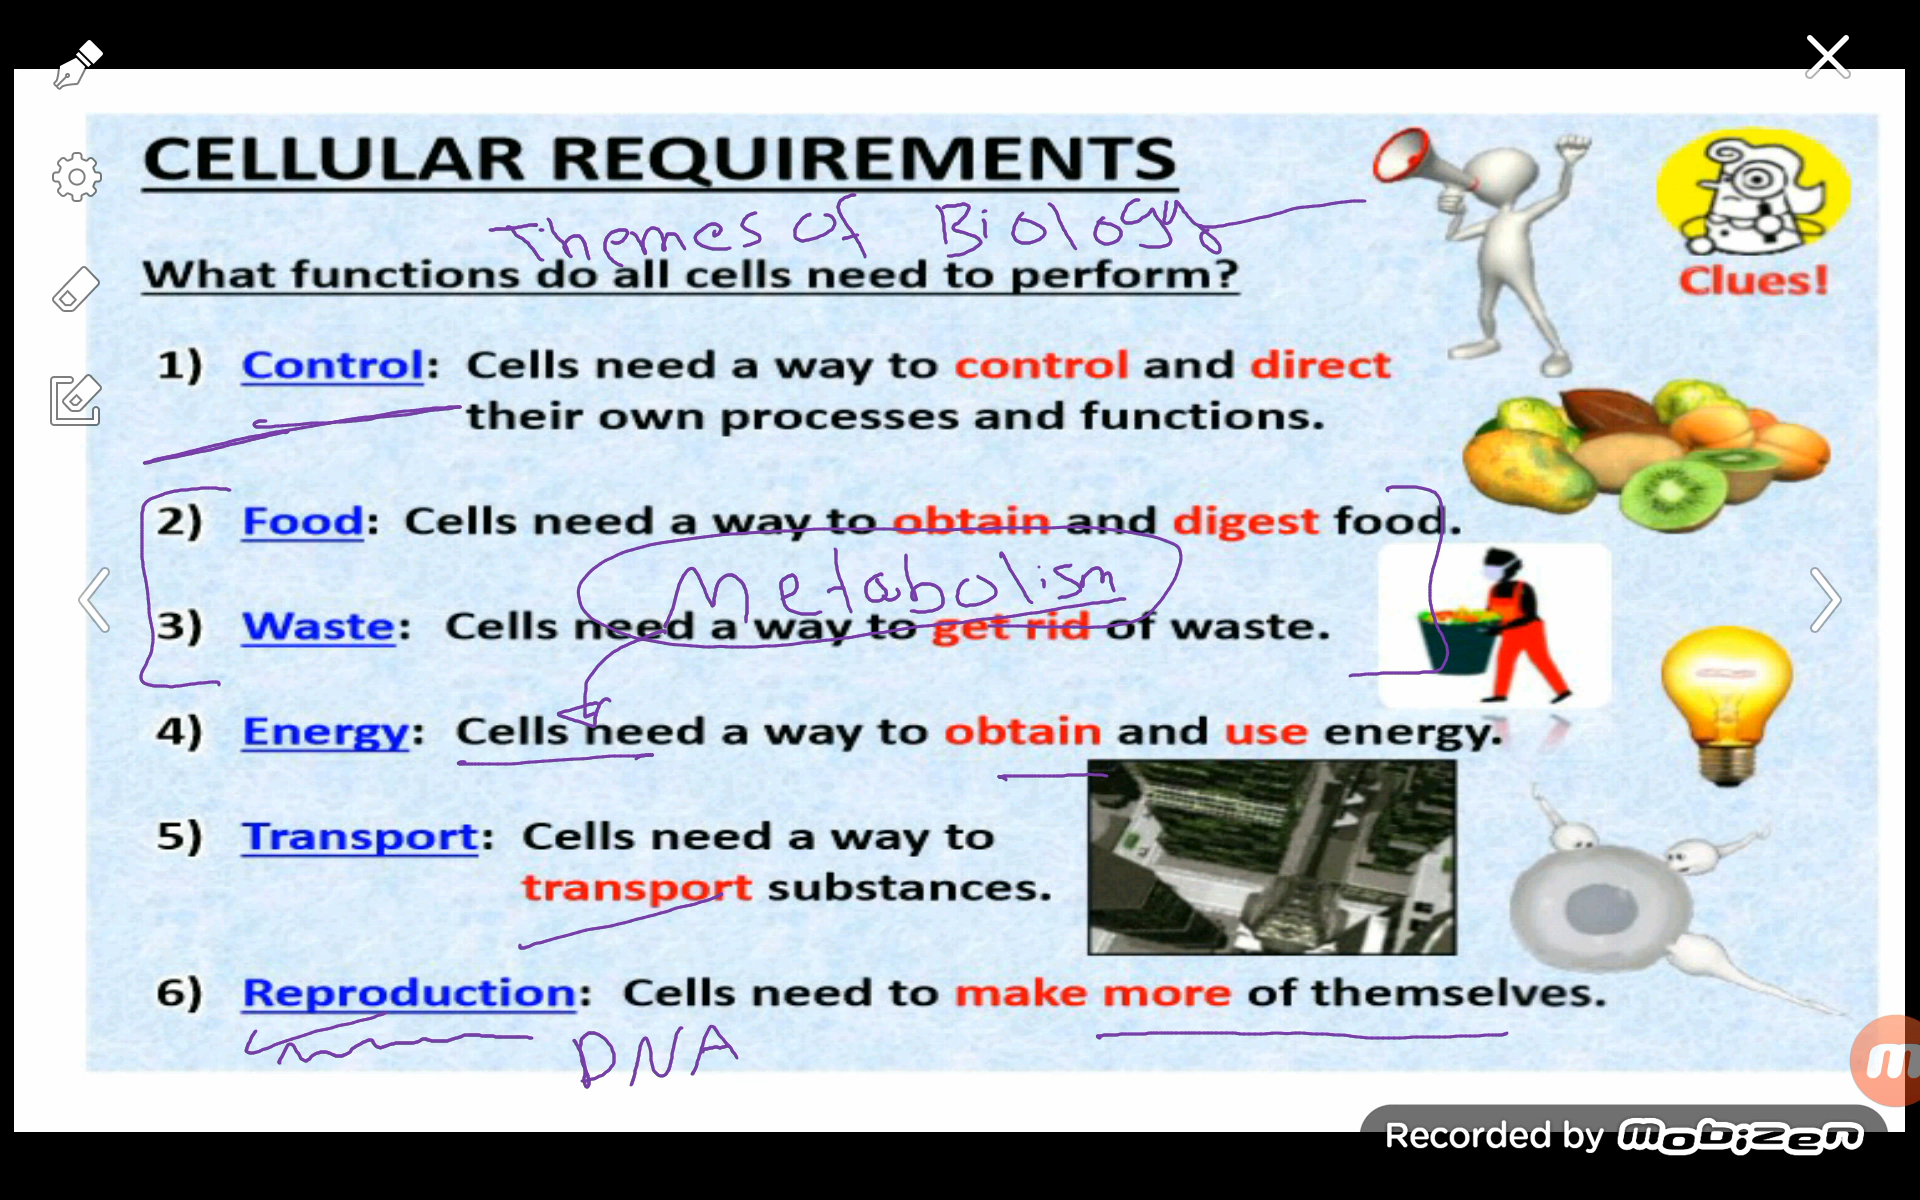 CELLULAR REQUIREMENTS
Themes of Biology
What functions do all cells need to perform?
Clues!
1) Control: Cells need a way to control and direct
their own processes and functions.
2) Food: Cells need a way to obtain and digest food.
Metabolism
3) Waste: Cells need a way to get rid of waste.
4) Energy: Cells need a way to obtain and use energy.
5) Transport: Cells need a way to
transport substances.
6) Reproduction: Cells need to make more of themselves.
DNA
Recorded by mobizen